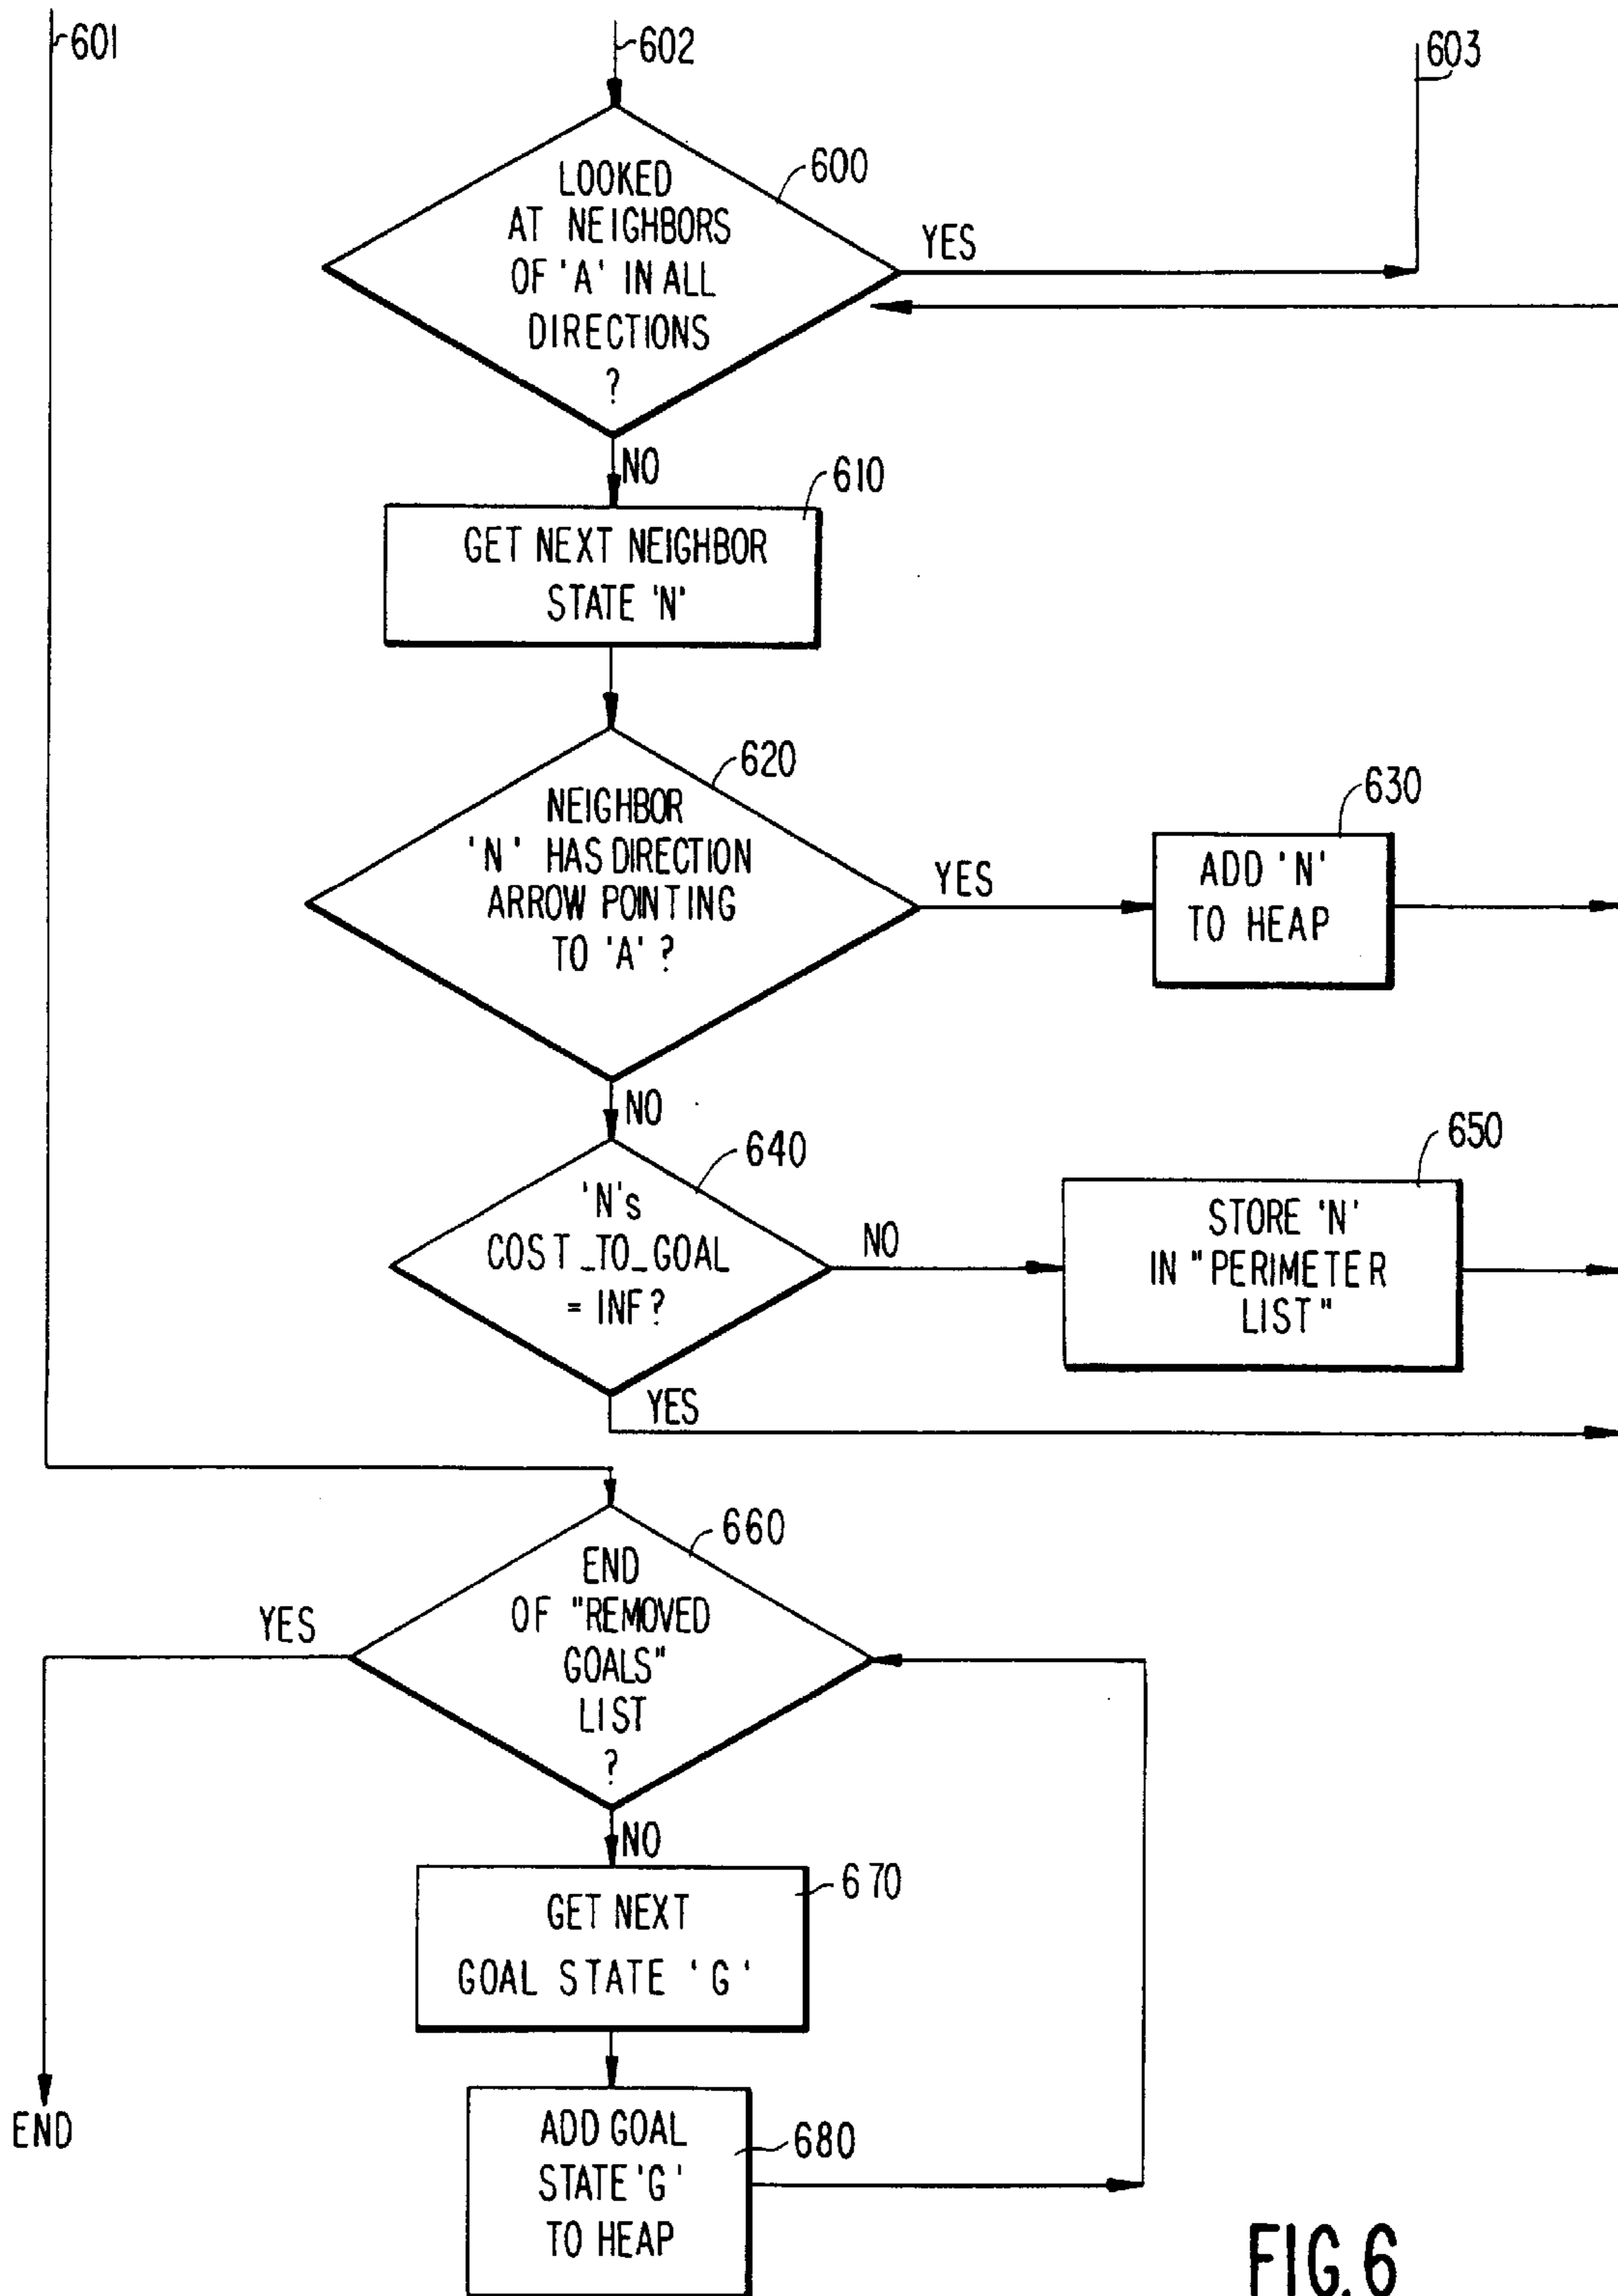 601
602
603
LOOKED
AT NEIGHBORS
OF 'A' IN ALL
DIRECTIONS
?
600
YES
NO
610
GET NEXT NEIGHBOR
STATE 'N'
620
NEIGHBOR
'N' HAS DIRECTION
ARROW POINTING
TO 'A' ?
YES
630
ADD 'N'
TO HEAP
NO
640
'N's
COST_TO_GOAL
= INF?
NO
650
STORE 'N'
IN "PERIMETER
LIST"
YES
660
END
OF "REMOVED
GOALS"
LIST
?
YES
NO
670
GET NEXT
GOAL STATE 'G'
END
680
ADD GOAL
STATE 'G'
TO HEAP
FIG. 6